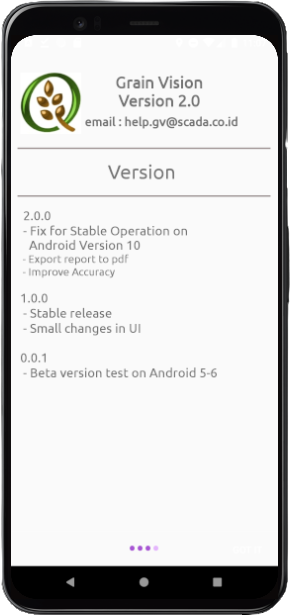 Grain Vision
Version 2.0
email : help.gv@scada.co.id
Version
2.0.0
- Fix for Stable Operation on
Android Version 10
- Export report to pdf
- Improve Accuracy
1.0.0
- Stable release
- Small changes in UI
0.0.1
- Beta version test on Android 5-6